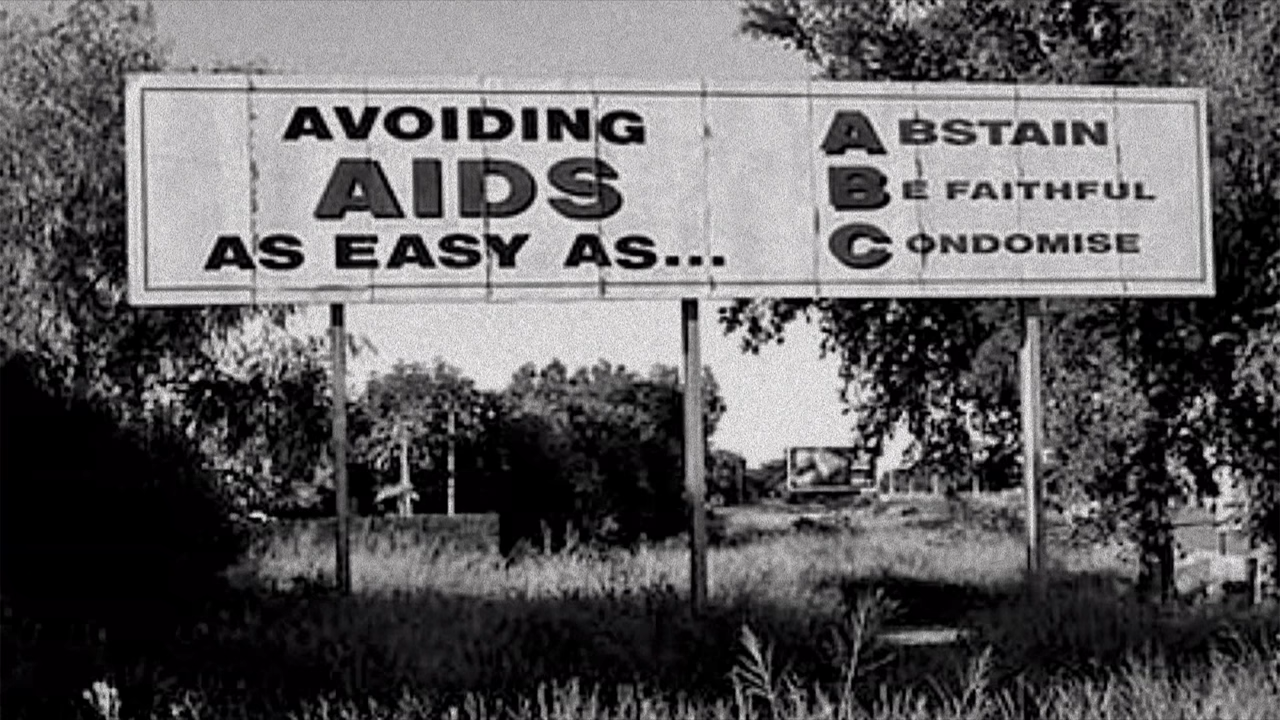 AVOIDING
AIDS
AS EASY AS...
ABSTAIN
BE FAITHFUL
CONDOMISE